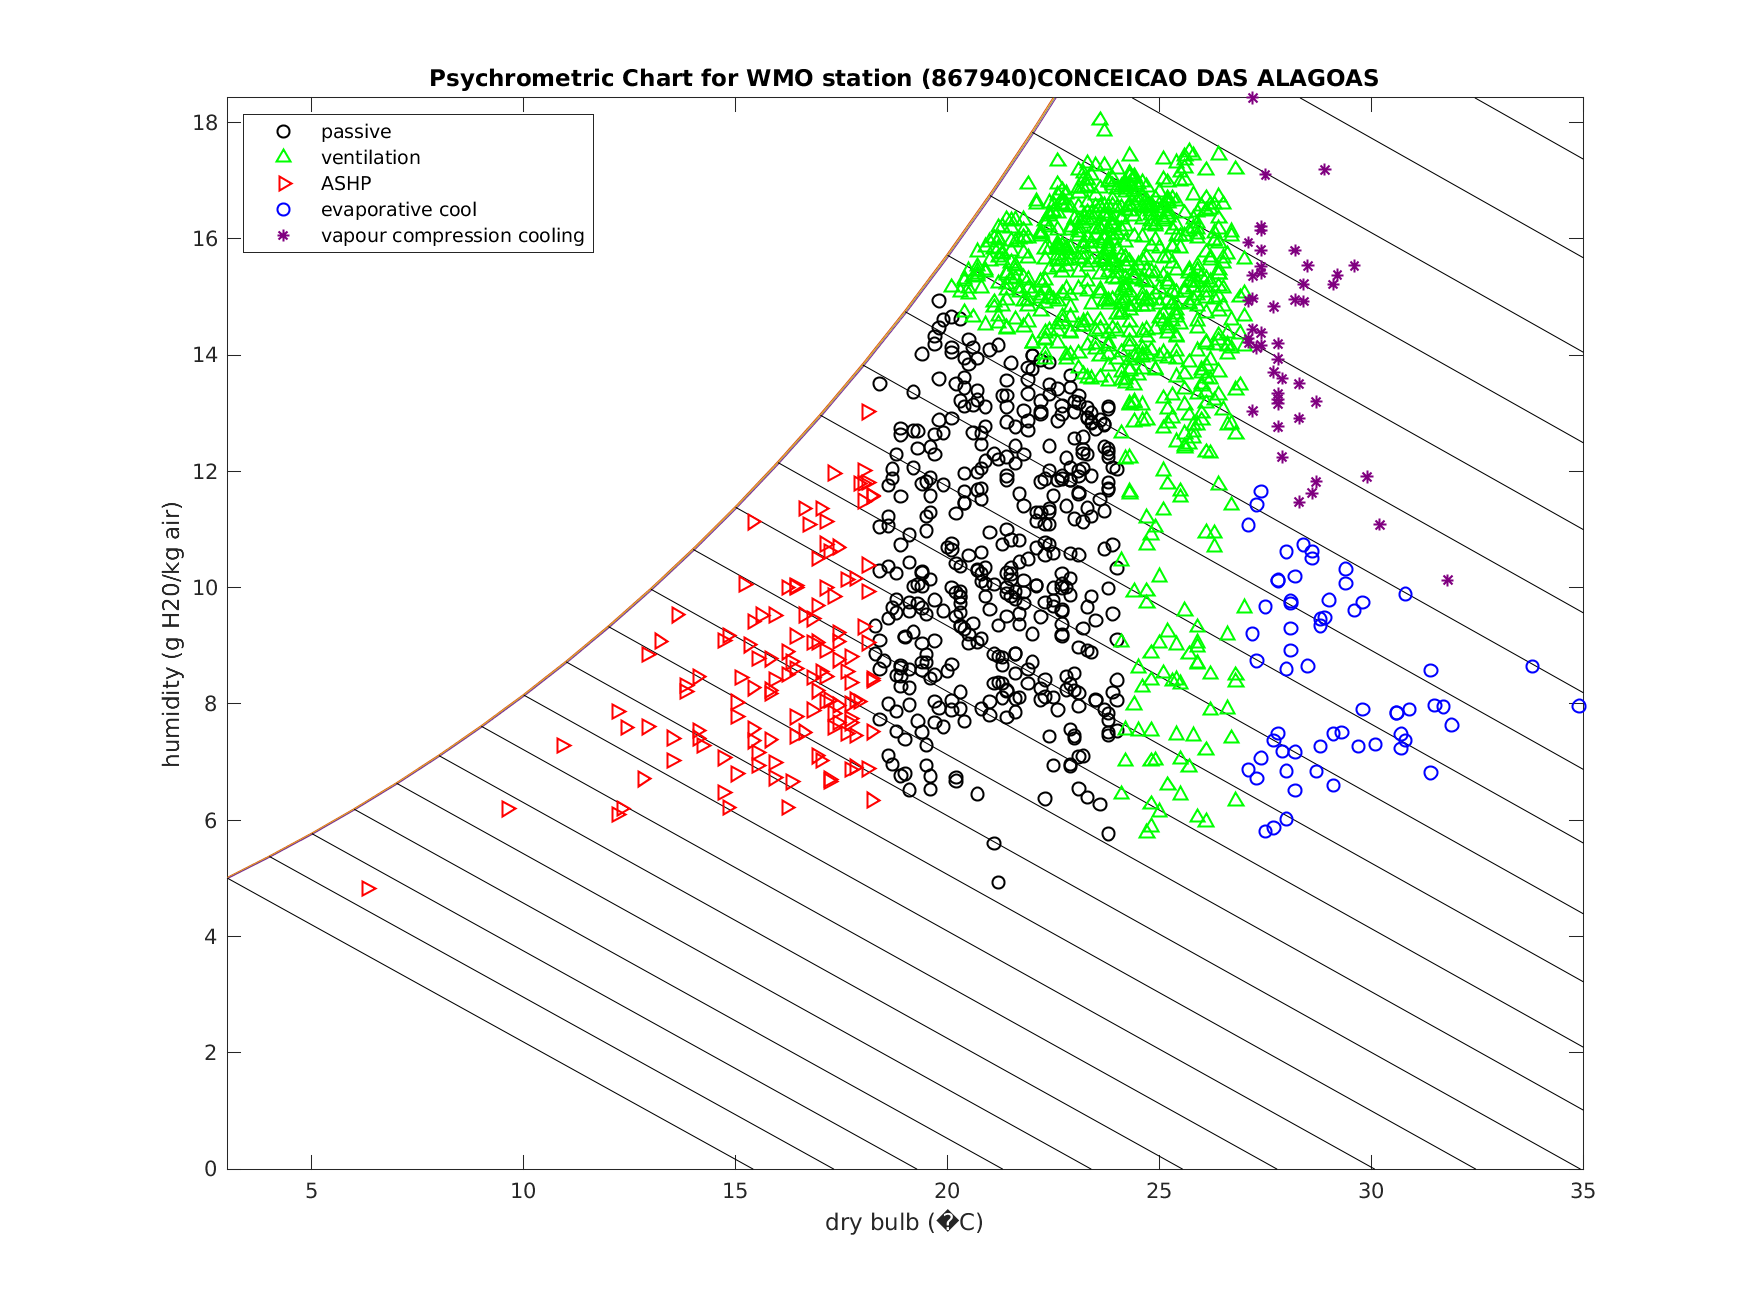 Psychrometric Chart for WMO station (867940)CONCEICAO DAS ALAGOAS
passive
ventilation
ASHP
evaporative cool
vapour compression cooling
humidity (g H20/kg air)
18
16
14
12
10
8
6
4
2
0
5 10 15 20 25 30 35
dry bulb (�C)